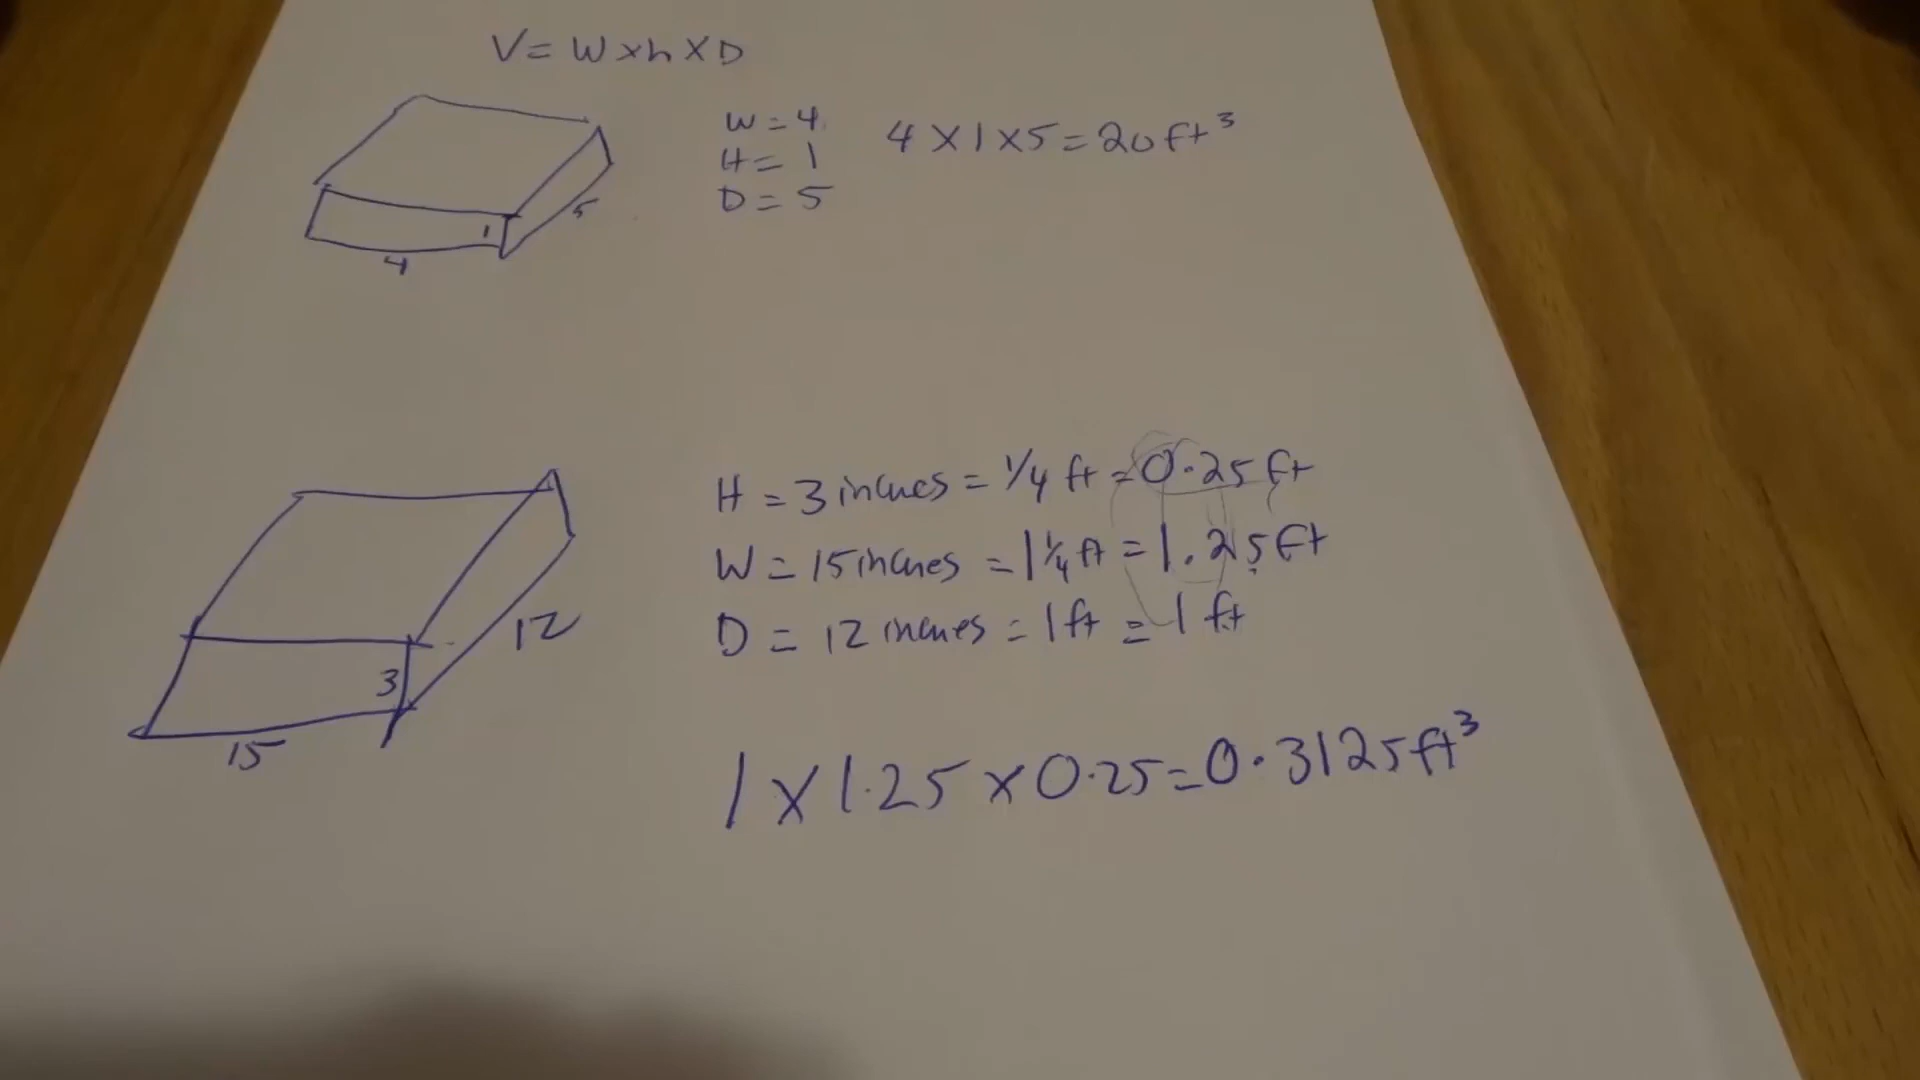 V = W x h X D
W = 4
H = 1
D = 5
4 X 1 X 5 = 20 ft³
5
1
4
H = 3 inches = 1/4 ft = 0.25 ft
W = 15 inches = 1 1/4 ft = 1.25 ft
D = 12 inches = 1 ft = 1 ft
12
3
15
1 X 1.25 x 0.25 = 0.3125 ft³